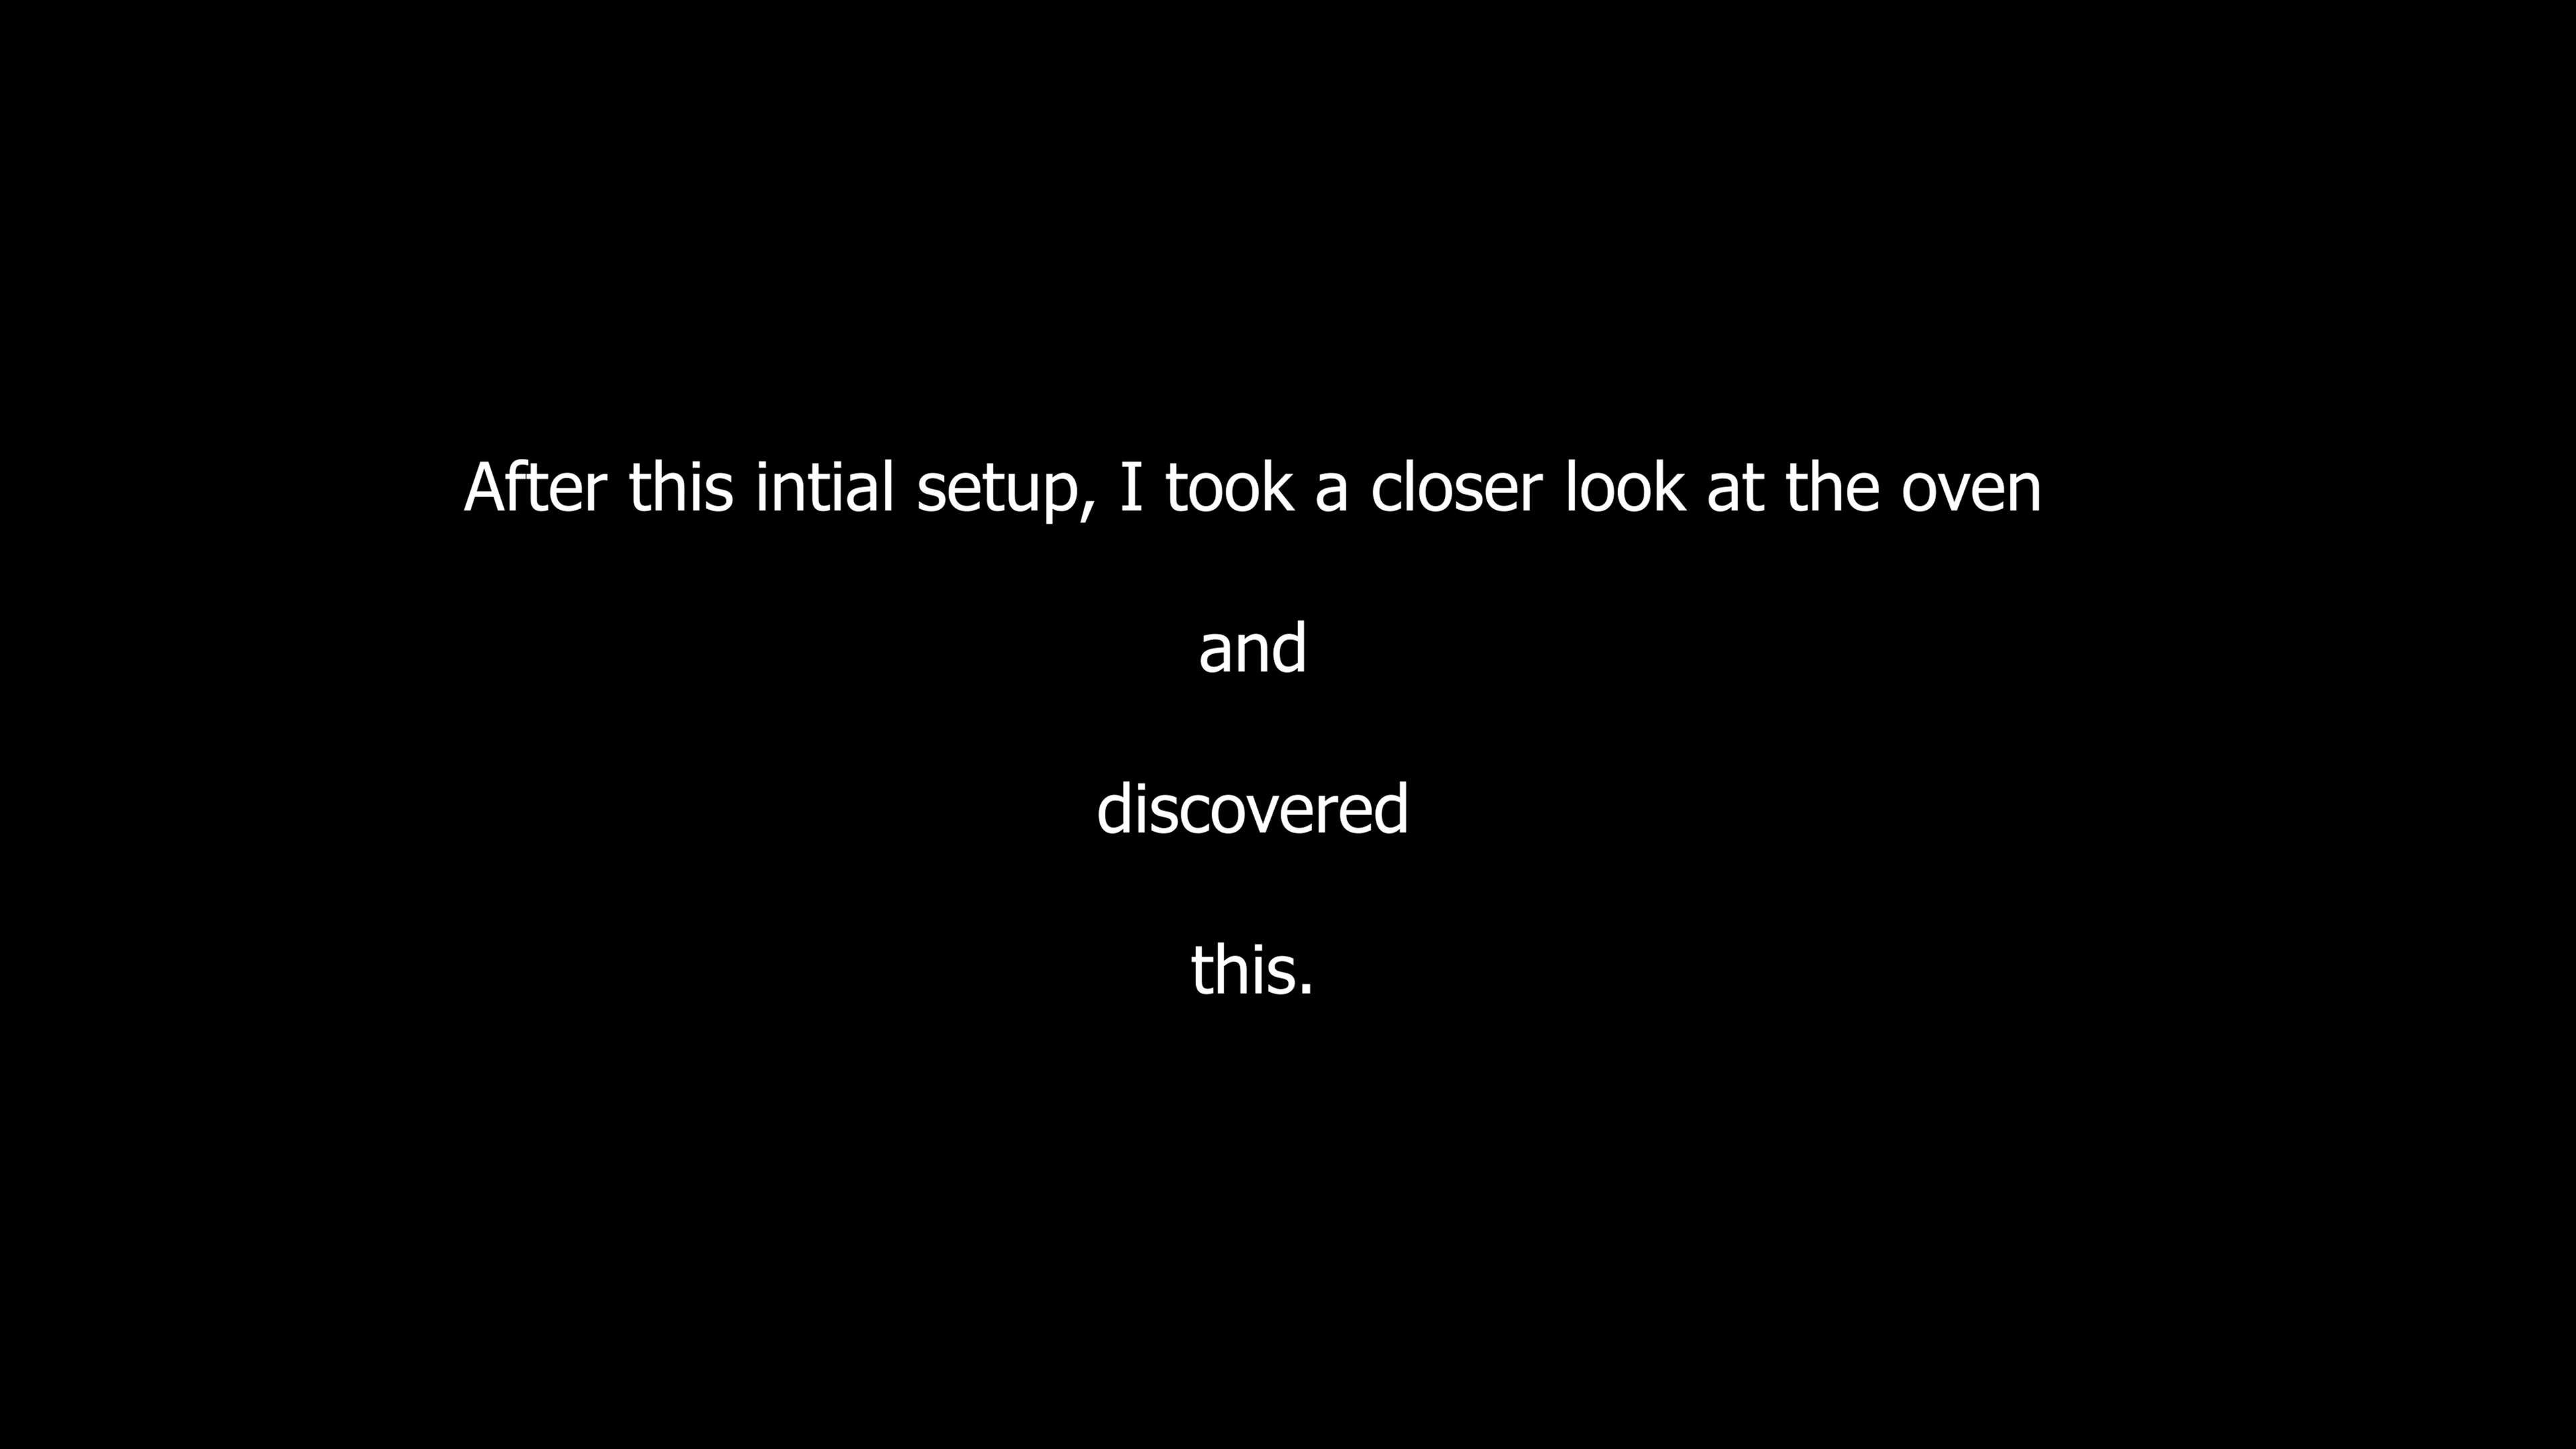 After this intial setup, I took a closer look at the oven
and
discovered
this.